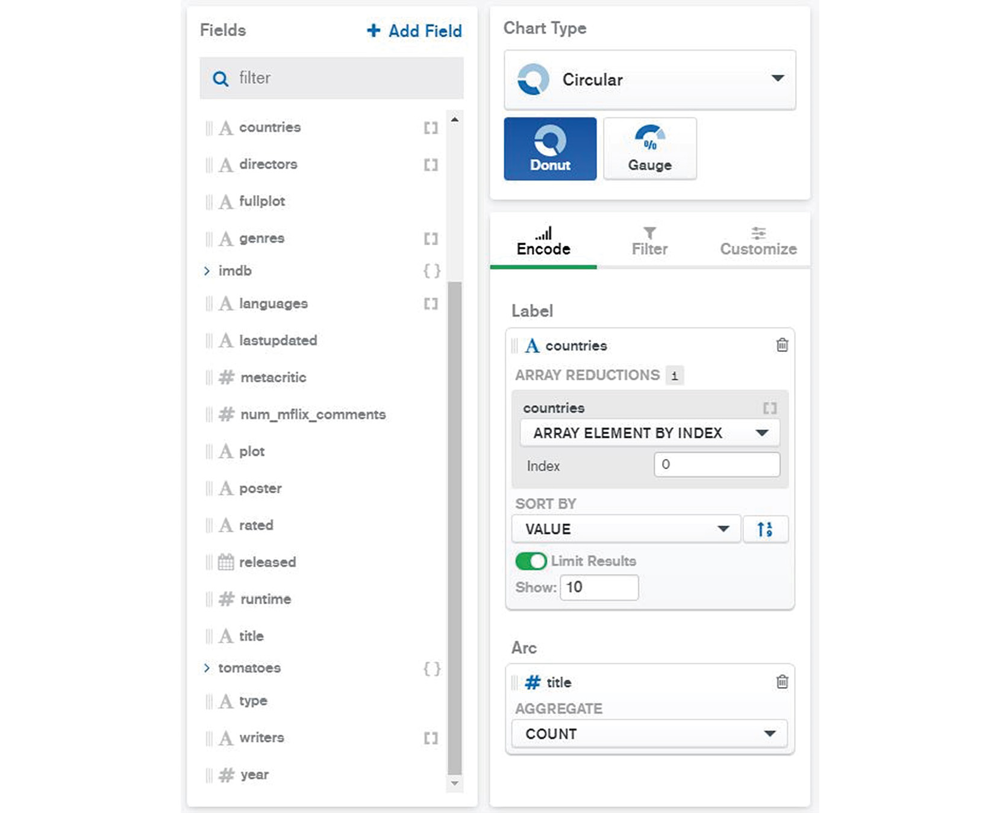 Fields
+ Add Field
filter
A countries [ ]
A directors [ ]
A fullplot
A genres [ ]
> imdb { }
A languages [ ]
A lastupdated
# metacritic
# num_mflix_comments
A plot
A poster
A rated
released
# runtime
A title
> tomatoes { }
A type
A writers [ ]
# year
Chart Type
Circular
Donut
% Gauge
Encode
Filter
Customize
Label
A countries
ARRAY REDUCTIONS i
countries [ ]
ARRAY ELEMENT BY INDEX
Index 0
SORT BY
VALUE
1
9
Limit Results
Show: 10
Arc
# title
AGGREGATE
COUNT